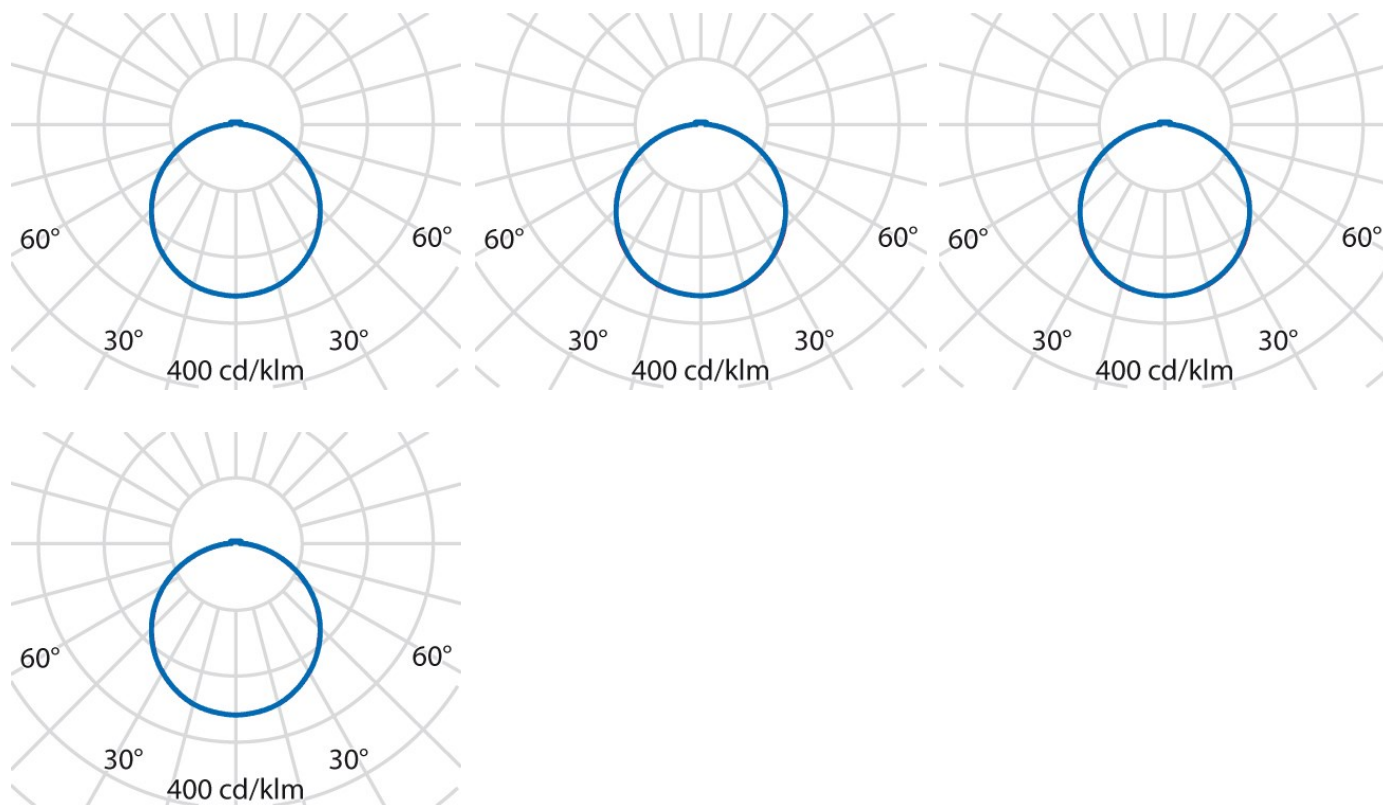 60° 60° 60° 60° 60° 60°
30° 30° 30° 30° 30° 30°
400 cd/klm 400 cd/klm 400 cd/klm
60° 60°
30° 30°
400 cd/klm